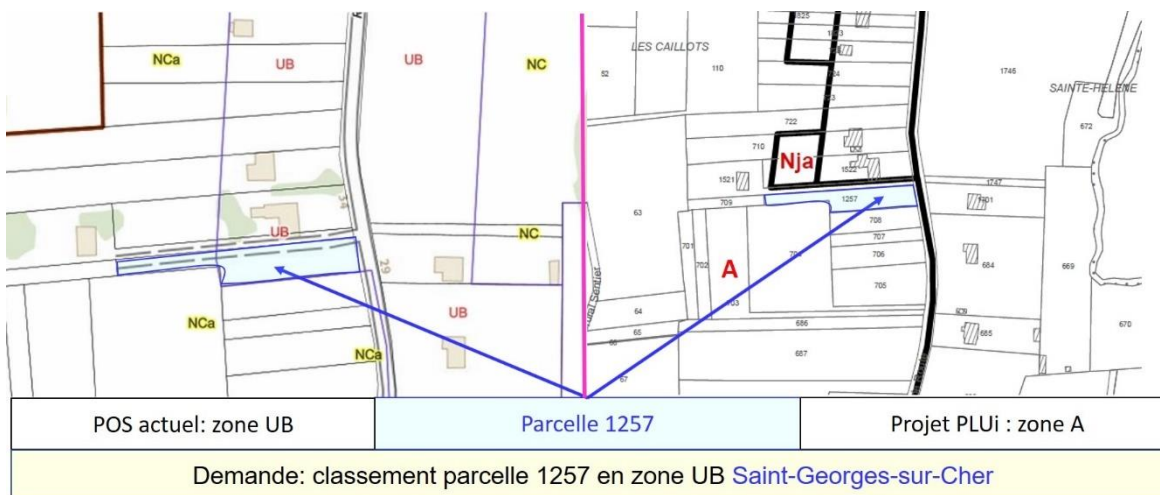 NCa
UB
UB
NC
34
UB
NC
29
UB
NCa
NCa
LES CAILLOTS
52
110
1746
SAINTE-HELENE
672
722
710
Nja
1521
1522
709
1257
1747
1701
63
708
707
701
702
A
706
684
669
705
703
64
686
65
685
670
687
67
POS actuel: zone UB
Parcelle 1257
Projet PLUi : zone A
Demande: classement parcelle 1257 en zone UB Saint-Georges-sur-Cher